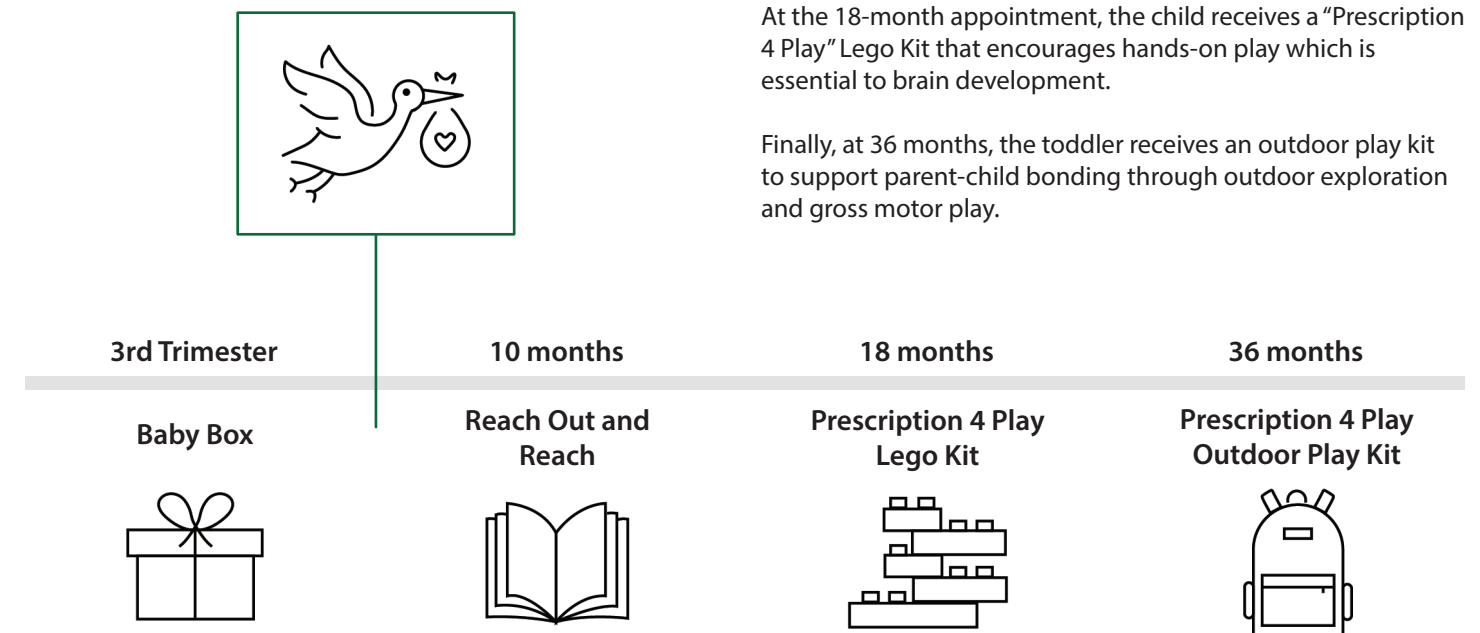 At the 18-month appointment, the child receives a “Prescription
4 Play” Lego Kit that encourages hands-on play which is
essential to brain development.
Finally, at 36 months, the toddler receives an outdoor play kit
to support parent-child bonding through outdoor exploration
and gross motor play.
3rd Trimester
10 months
18 months
36 months
Baby Box
Reach Out and
Reach
Prescription 4 Play
Lego Kit
Prescription 4 Play
Outdoor Play Kit